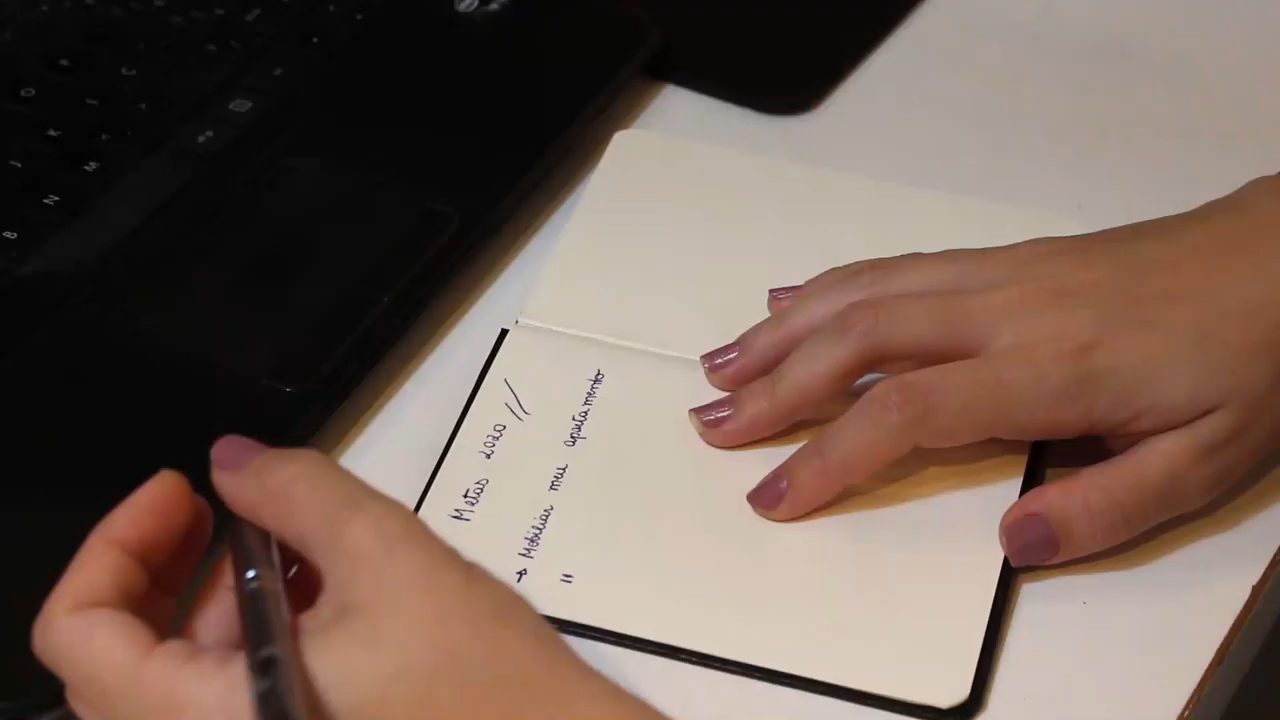 Metas 2020 //
→ Mobiliar meu apartamento
"
O
K
I
J
M
N
B